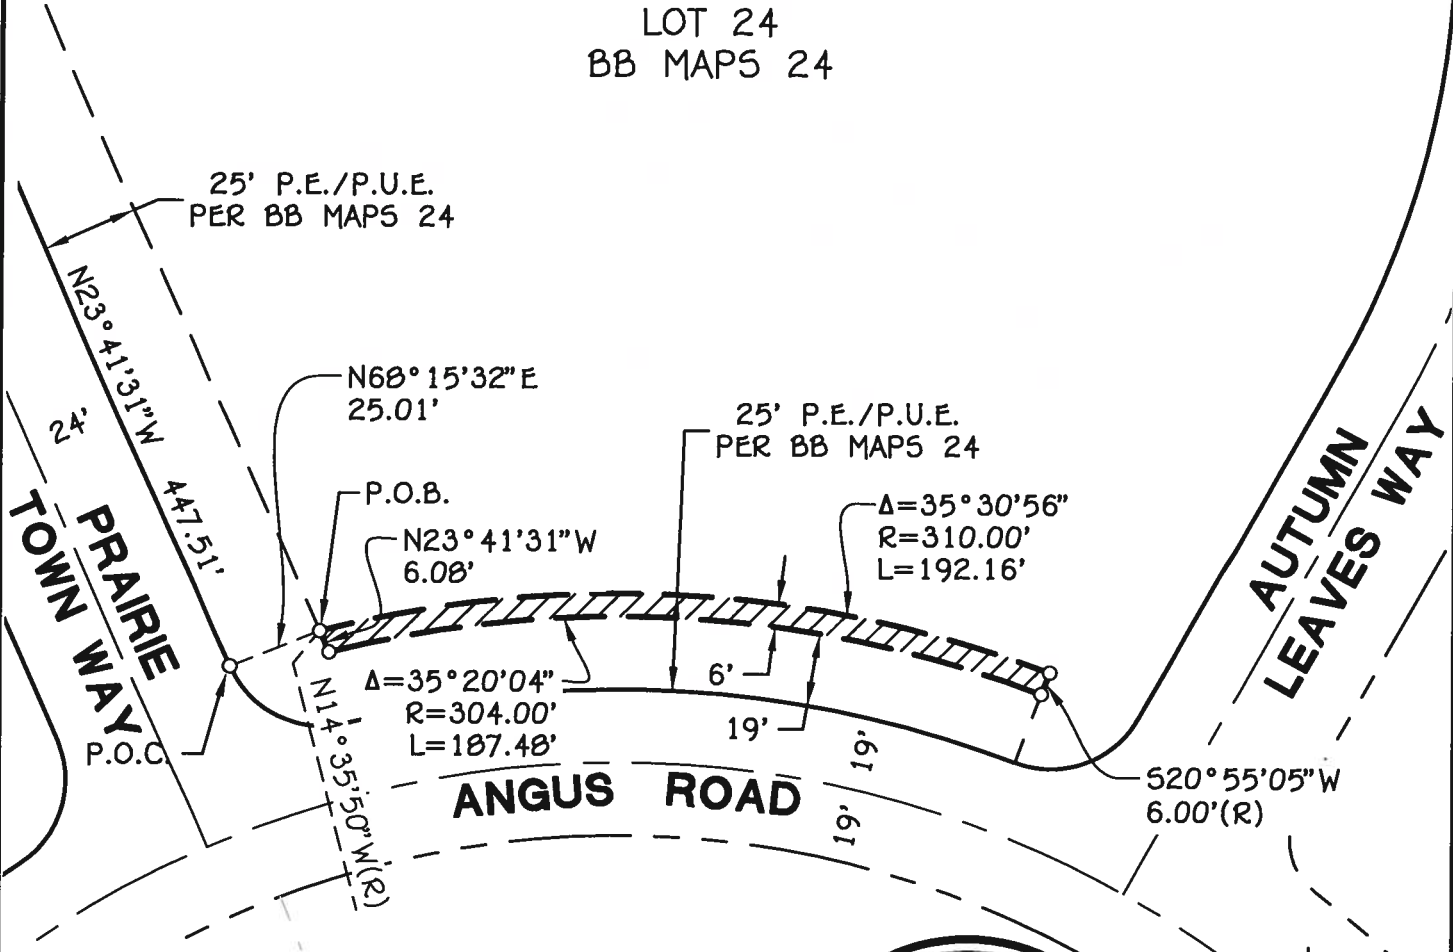 LOT 24
BB MAPS 24
25' P.E./P.U.E.
PER BB MAPS 24
N23°41'31"W 447.51'
24'
PRAIRIE
TOWN WAY
N68°15'32"E
25.01'
P.O.B.
N23°41'31"W
6.08'
25' P.E./P.U.E.
PER BB MAPS 24
Δ=35°30'56"
R=310.00'
L=192.16'
AUTUMN
LEAVES WAY
P.O.C.
N14°35'50"W(R)
Δ=35°20'04"
R=304.00'
L=187.48'
6'
19'
19'
19'
ANGUS ROAD
S20°55'05"W
6.00'(R)